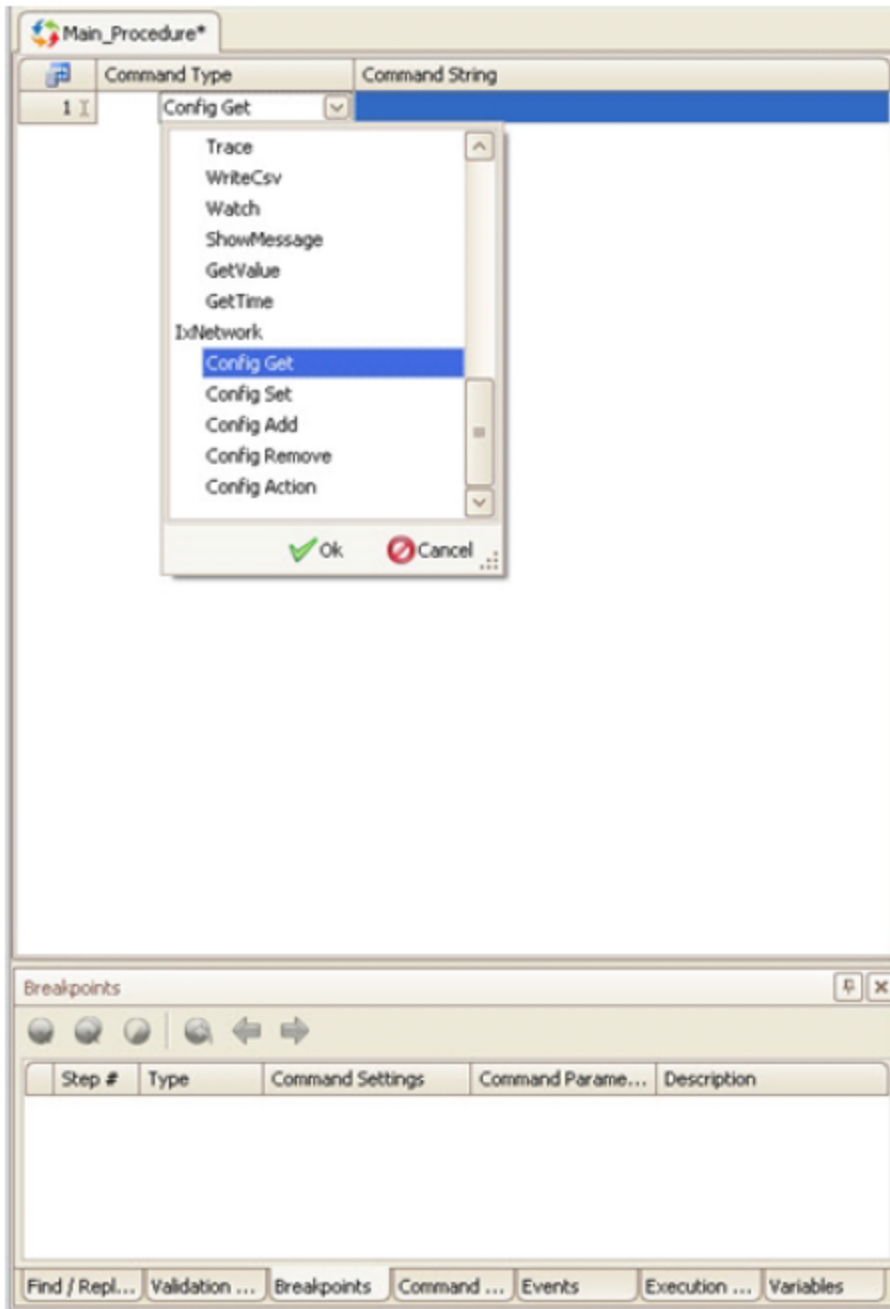 Main_Procedure*
Command Type Command String
1 Config Get
Trace
WriteCsv
Watch
ShowMessage
GetValue
GetTime
IxNetwork
Config Get
Config Set
Config Add
Config Remove
Config Action
Ok Cancel
Breakpoints
Step # Type Command Settings Command Parame... Description
Find / Repl... Validation ... Breakpoints Command ... Events Execution ... Variables